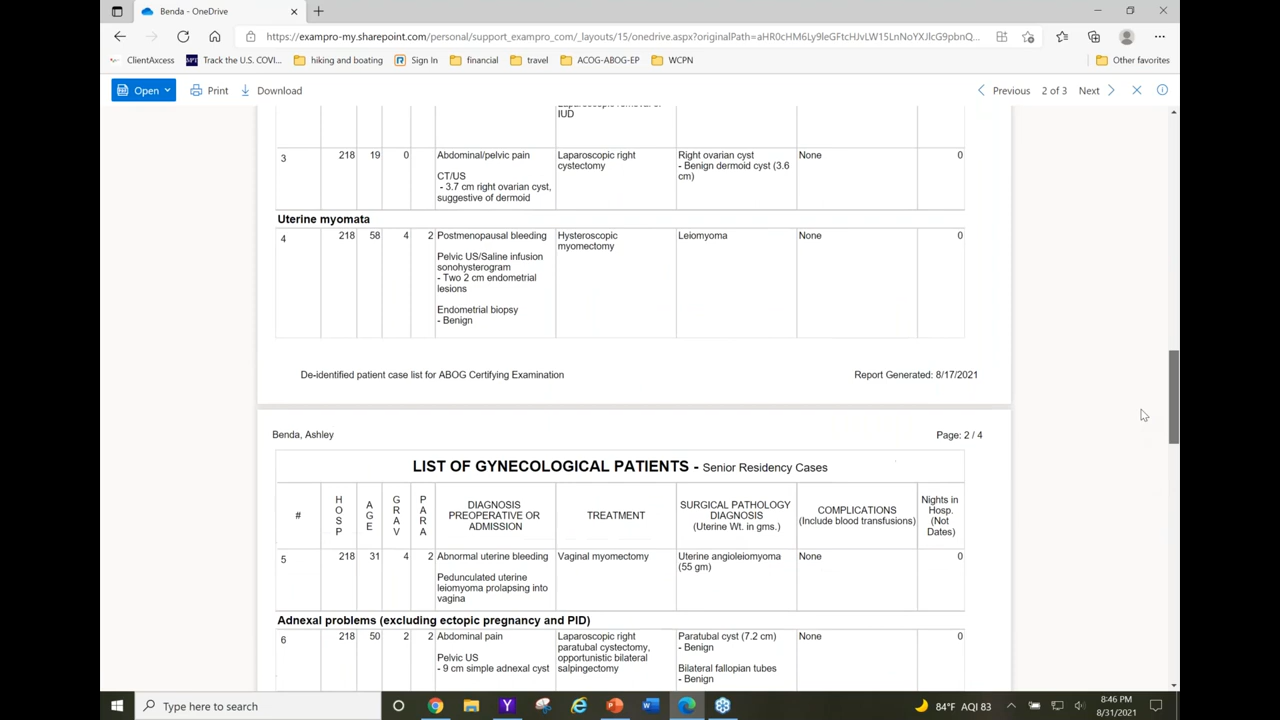 Benda - OneDrive
https://exampro-my.sharepoint.com/personal/support_exampro_com/_layouts/15/onedrive.aspx?originalPath=aHR0cHM6Ly9leGFtcHJvLW15LnNoYXJlcG9pbnQ...
ClientAxcess
Track the U.S. COVI...
hiking and boating
Sign In
financial
travel
ACOG-ABOG-EP
WCPN
Other favorites
Open
Print
Download
Previous
2 of 3
Next
IUD
3
218
19
0
Abdominal/pelvic pain
CT/US
- 3.7 cm right ovarian cyst,
suggestive of dermoid
Laparoscopic right
cystectomy
Right ovarian cyst
- Benign dermoid cyst (3.6
cm)
None
0
Uterine myomata
4
218
58
4
2
Postmenopausal bleeding
Pelvic US/Saline infusion
sonohysterogram
- Two 2 cm endometrial
lesions
Endometrial biopsy
- Benign
Hysteroscopic
myomectomy
Leiomyoma
None
0
De-identified patient case list for ABOG Certifying Examination
Report Generated: 8/17/2021
Benda, Ashley
Page: 2 / 4
LIST OF GYNECOLOGICAL PATIENTS - Senior Residency Cases
#
HOSP
AGE
GRAV
PARA
DIAGNOSIS
PREOPERATIVE OR
ADMISSION
TREATMENT
SURGICAL PATHOLOGY
DIAGNOSIS
(Uterine Wt. in gms.)
COMPLICATIONS
(Include blood transfusions)
Nights in
Hosp.
(Not
Dates)
5
218
31
4
2
Abnormal uterine bleeding
Pedunculated uterine
leiomyoma prolapsing into
vagina
Vaginal myomectomy
Uterine angioleiomyoma
(55 gm)
None
0
Adnexal problems (excluding ectopic pregnancy and PID)
6
218
50
2
2
Abdominal pain
Pelvic US
- 9 cm simple adnexal cyst
Laparoscopic right
paratubal cystectomy,
opportunistic bilateral
salpingectomy
Paratubal cyst (7.2 cm)
- Benign
Bilateral fallopian tubes
- Benign
None
0
Type here to search
84°F AQI 83
8:46 PM
8/31/2021